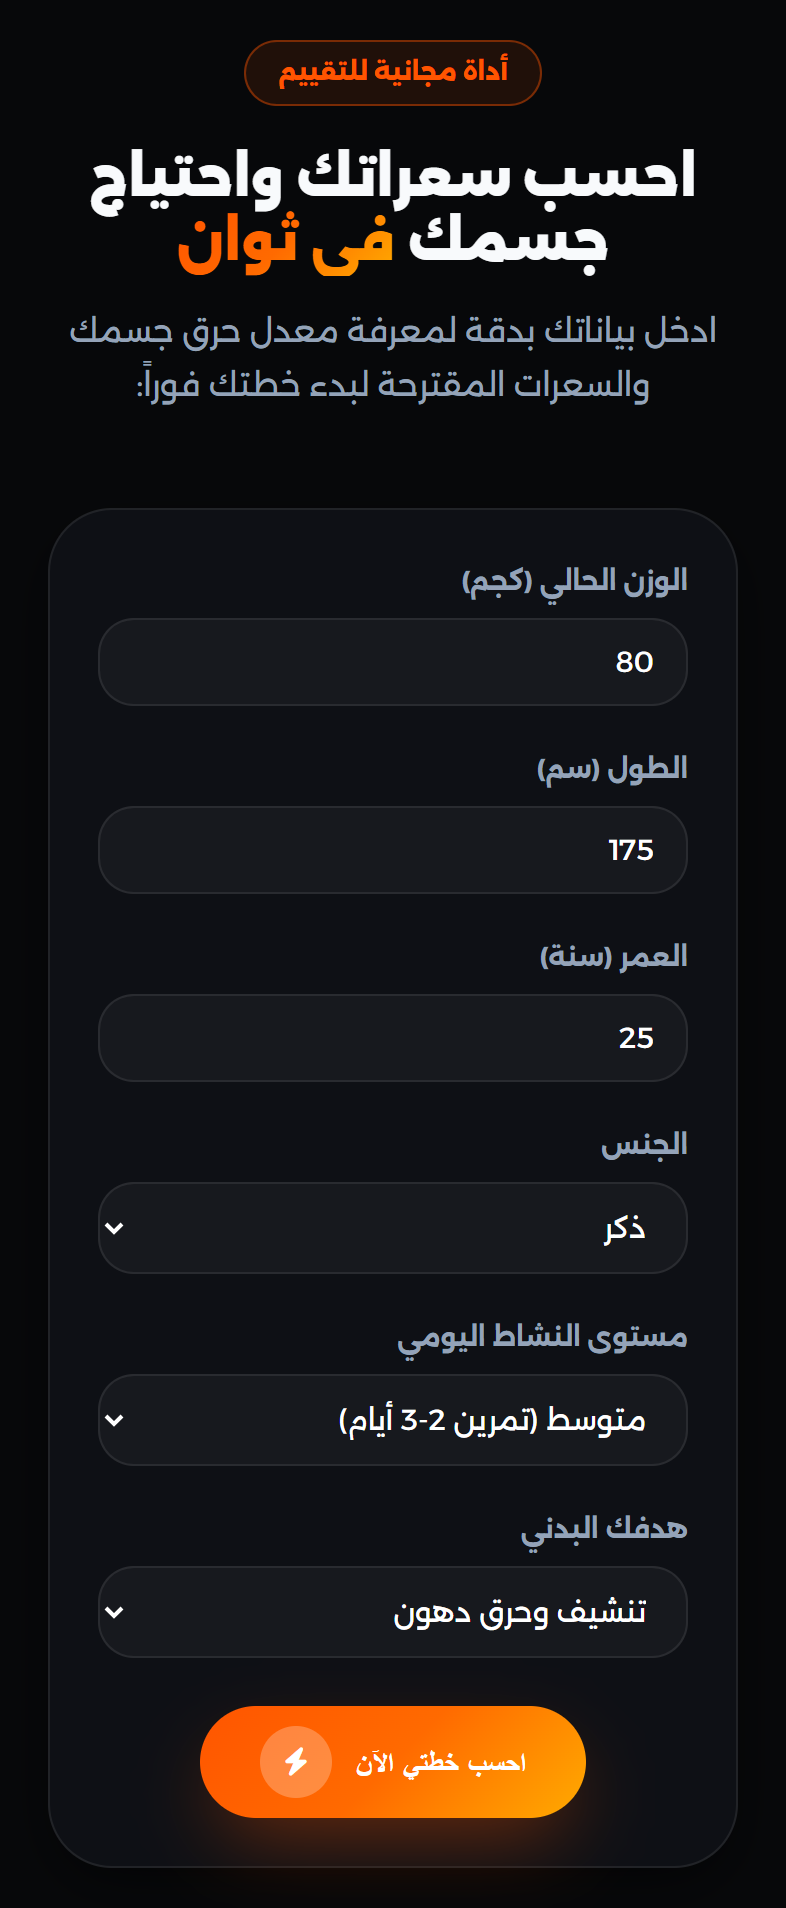 أداة مجانية للتقييم
احسب سعراتك واحتياج
جسمك في ثوان
ادخل بياناتك بدقة لمعرفة معدل حرق جسمك
والسعرات المقترحة لبدء خطتك فوراً:
الوزن الحالي (كجم)
80
الطول (سم)
175
العمر (سنة)
25
الجنس
ذكر
مستوى النشاط اليومي
متوسط (تمرين 2-3 أيام)
هدفك البدني
تنشيف وحرق دهون
احسب خطتي الآن